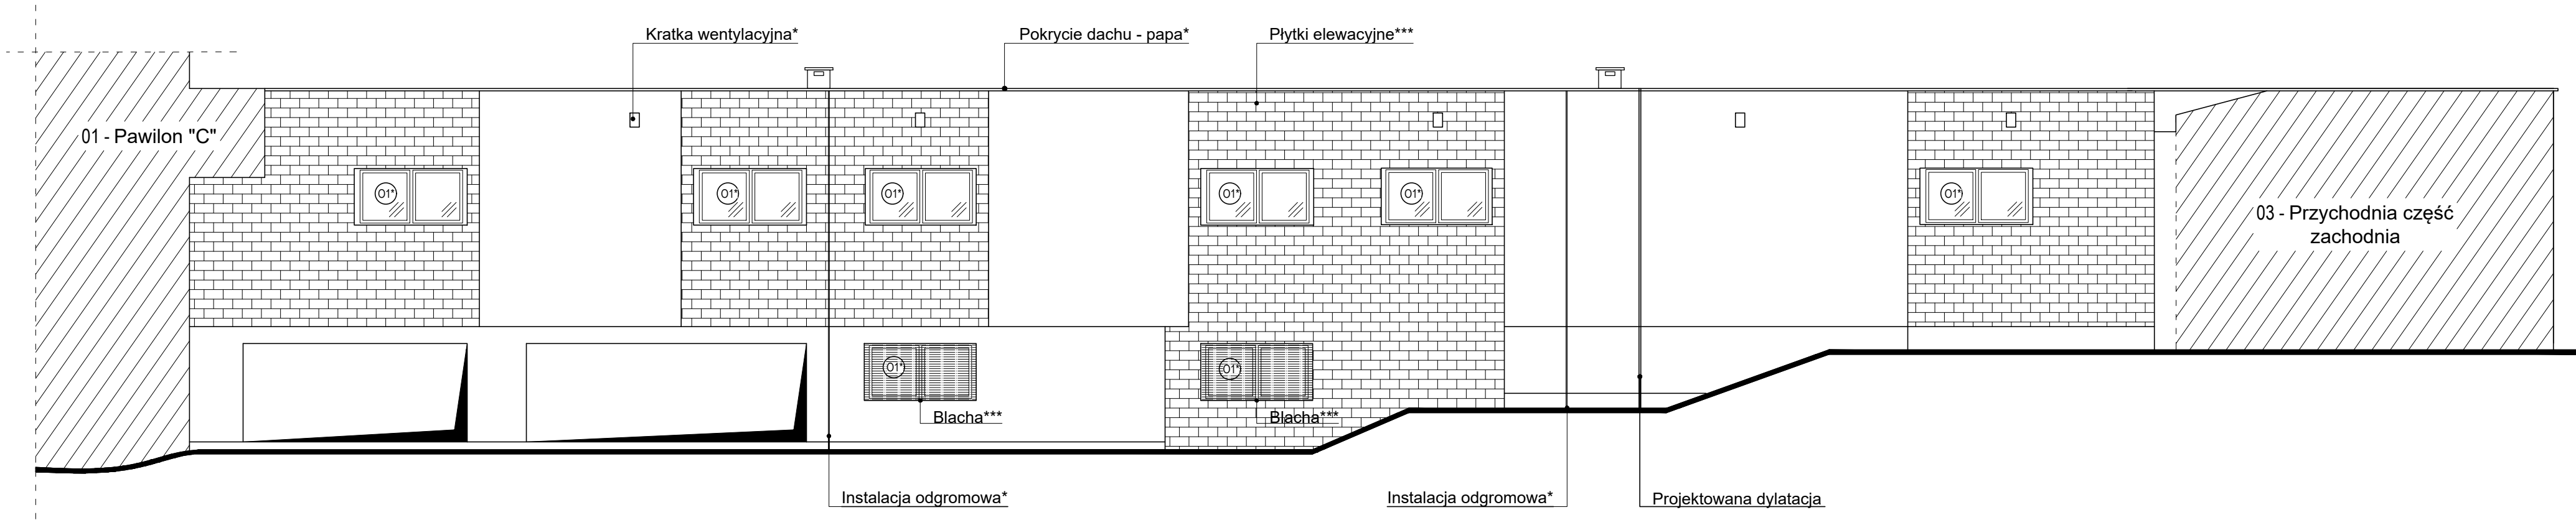 Kratka wentylacyjna*
Pokrycie dachu - papa*
Płytki elewacyjne***
01 - Pawilon "C"
O1*
O1*
O1*
O1*
O1*
O1*
03 - Przychodnia część
zachodnia
O1*
O1*
Blacha***
Blacha***
Instalacja odgromowa*
Instalacja odgromowa*
Projektowana dylatacja